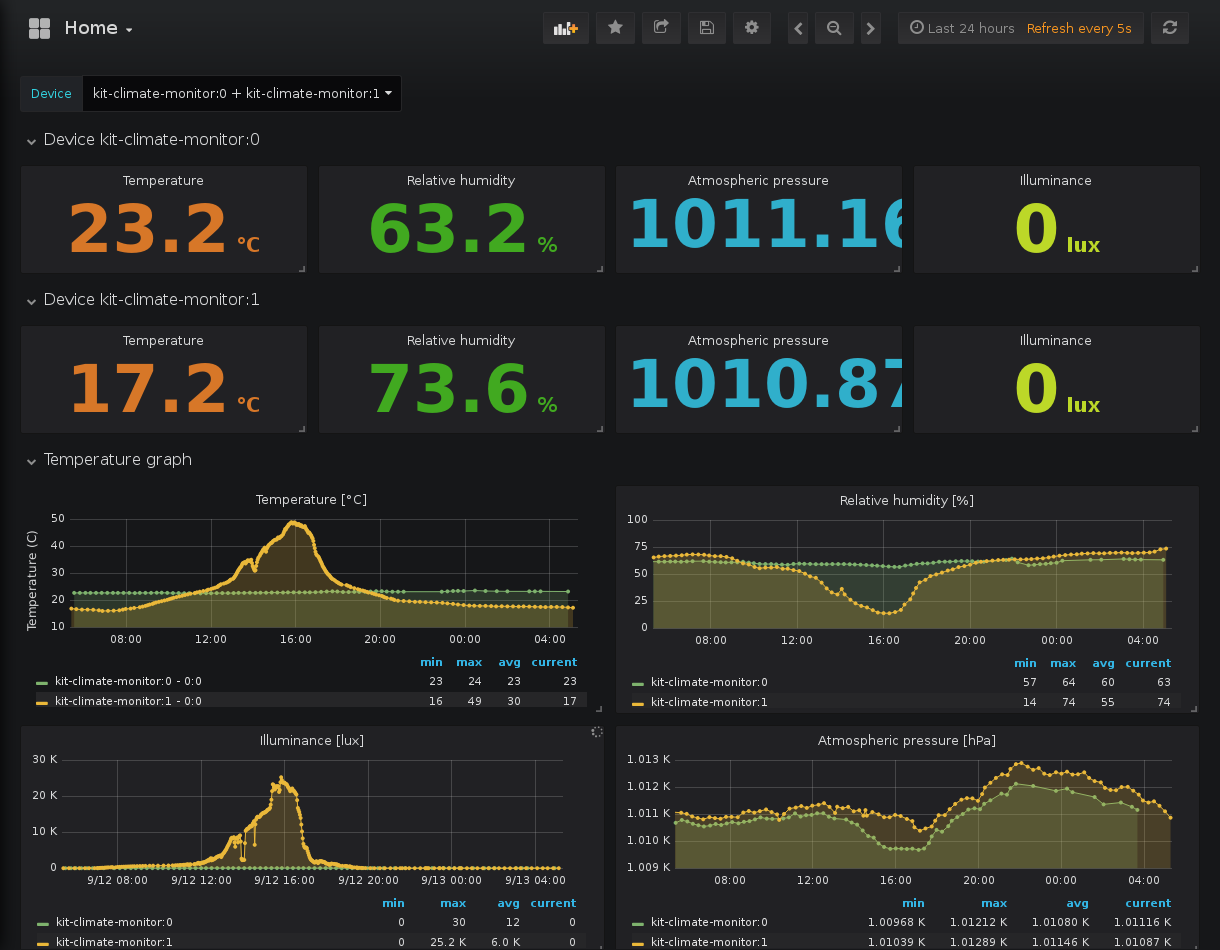 Home
Last 24 hours Refresh every 5s
Device kit-climate-monitor:0 + kit-climate-monitor:1
Device kit-climate-monitor:0
Temperature Relative humidity Atmospheric pressure Illuminance
23.2 °C 63.2 % 1011.16 0 lux
Device kit-climate-monitor:1
Temperature Relative humidity Atmospheric pressure Illuminance
17.2 °C 73.6 % 1010.87 0 lux
Temperature graph
Temperature [°C]
Temperature (C)
50
40
30
20
10
08:00 12:00 16:00 20:00 00:00 04:00
min max avg current
kit-climate-monitor:0 - 0:0 23 24 23 23
kit-climate-monitor:1 - 0:0 16 49 30 17
Relative humidity [%]
100
75
50
25
0
08:00 12:00 16:00 20:00 00:00 04:00
min max avg current
kit-climate-monitor:0 57 64 60 63
kit-climate-monitor:1 14 74 55 74
Illuminance [lux]
30 K
20 K
10 K
0
9/12 08:00 9/12 12:00 9/12 16:00 9/12 20:00 9/13 00:00 9/13 04:00
min max avg current
kit-climate-monitor:0 0 30 12 0
kit-climate-monitor:1 0 25.2 K 6.0 K 0
Atmospheric pressure [hPa]
1.013 K
1.012 K
1.011 K
1.010 K
1.009 K
08:00 12:00 16:00 20:00 00:00 04:00
min max avg current
kit-climate-monitor:0 1.00968 K 1.01212 K 1.01080 K 1.01116 K
kit-climate-monitor:1 1.01039 K 1.01289 K 1.01146 K 1.01087 K